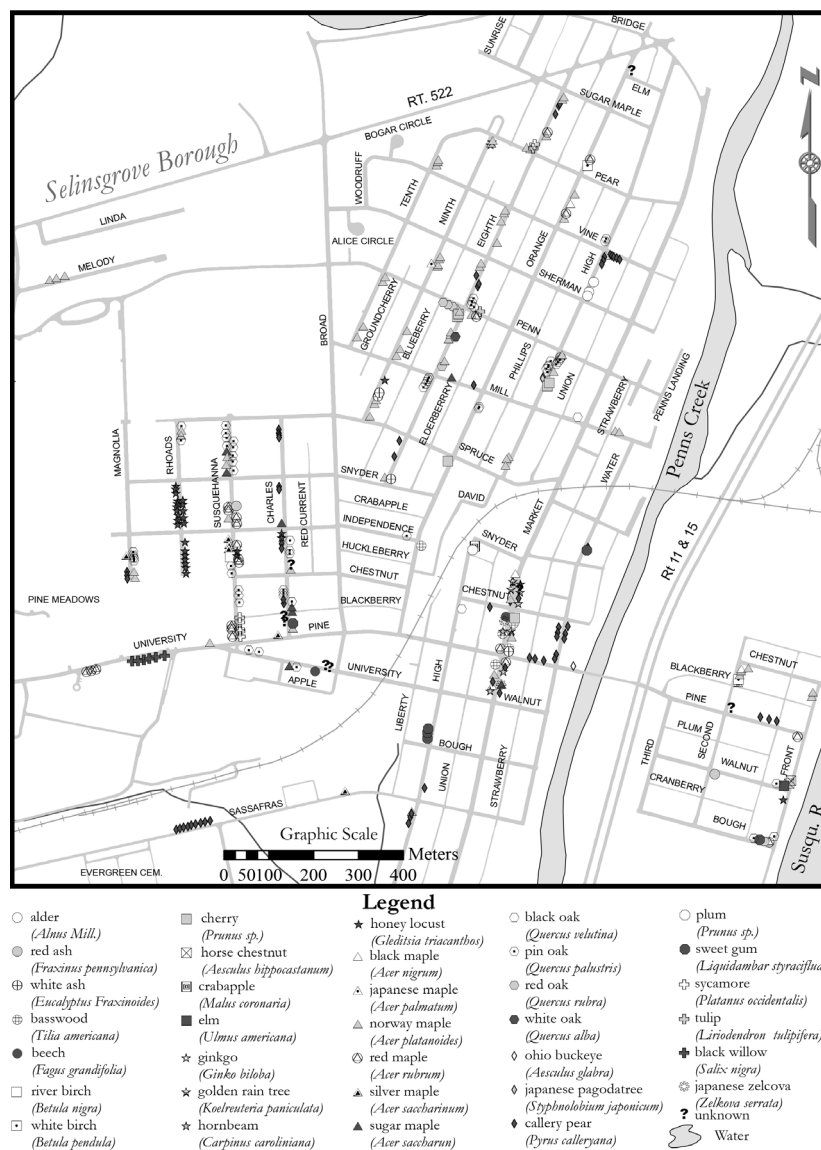 BRIDGE
SUNRISE
?
ELM
RT. 522
SUGAR MAPLE
BOGAR CIRCLE
Selinsgrove Borough
WOODRUFF
PEAR
TENTH
NINTH
LINDA
EIGHTH
ORANGE
VINE
ALICE CIRCLE
HIGH
MELODY
SHERMAN
GROUNDCHERRY
BROAD
BLUEBERRY
PENN
PHILLIPS
UNION
MILL
STRAWBERRY
PENNS LANDING
Penns Creek
ELDERBERRRY
MAGNOLIA
RHOADS
SUSQUEHANNA
CHARLES
RED CURRENT
SPRUCE
WATER
SNYDER
DAVID
MARKET
CRABAPPLE
INDEPENDENCE
HUCKLEBERRY
SNYDER
Rt 11 & 15
?
CHESTNUT
CHESTNUT
PINE MEADOWS
BLACKBERRY
?
PINE
UNIVERSITY
CHESTNUT
BLACKBERRY
??
UNIVERSITY
HIGH
APPLE
WALNUT
PINE
?
LIBERTY
PLUM
SECOND
THIRD
WALNUT
FRONT
BOUGH
UNION
STRAWBERRY
CRANBERRY
SASSAFRAS
BOUGH
Susqu. R
Graphic Scale
Meters
0 50 100 200 300 400
EVERGREEN CEM.
Legend
alder
(Alnus Mill.)
red ash
(Fraxinus pennsylvanica)
white ash
(Eucalyptus Fraxinoides)
basswood
(Tilia americana)
beech
(Fagus grandifolia)
river birch
(Betula nigra)
white birch
(Betula pendula)
cherry
(Prunus sp.)
horse chestnut
(Aesculus hippocastanum)
crabapple
(Malus coronaria)
elm
(Ulmus americana)
ginkgo
(Ginko biloba)
golden rain tree
(Koelreuteria paniculata)
hornbeam
(Carpinus caroliniana)
honey locust
(Gleditsia triacanthos)
black maple
(Acer nigrum)
japanese maple
(Acer palmatum)
norway maple
(Acer platanoides)
red maple
(Acer rubrum)
silver maple
(Acer saccharinum)
sugar maple
(Acer saccharun)
black oak
(Quercus velutina)
pin oak
(Quercus palustris)
red oak
(Quercus rubra)
white oak
(Quercus alba)
ohio buckeye
(Aesculus glabra)
japanese pagodatree
(Styphnolobium japonicum)
callery pear
(Pyrus calleryana)
plum
(Prunus sp.)
sweet gum
(Liquidambar styraciflua
sycamore
(Platanus occidentalis)
tulip
(Liriodendron tulipifera)
black willow
(Salix nigra)
japanese zelcova
(Zelkova serrata)
? unknown
Water